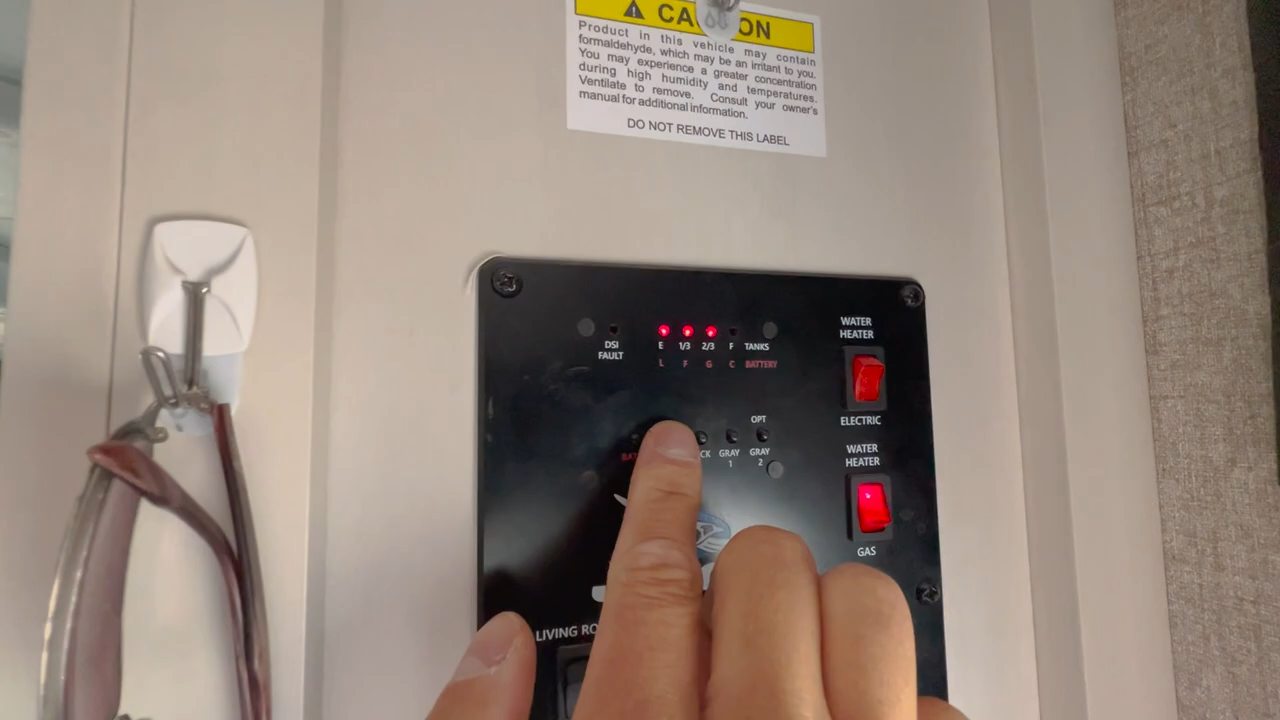 CA ON
Product in this vehicle may contain
formaldehyde, which may be an irritant to you.
You may experience a greater concentration
during high humidity and temperatures.
Ventilate to remove. Consult your owner's
manual for additional information.
DO NOT REMOVE THIS LABEL
DSI
FAULT
E 1/3 2/3 F TANKS
L F G C BATTERY
WATER
HEATER
ELECTRIC
OPT
GRAY
1
GRAY
2
WATER
HEATER
GAS
LIVING